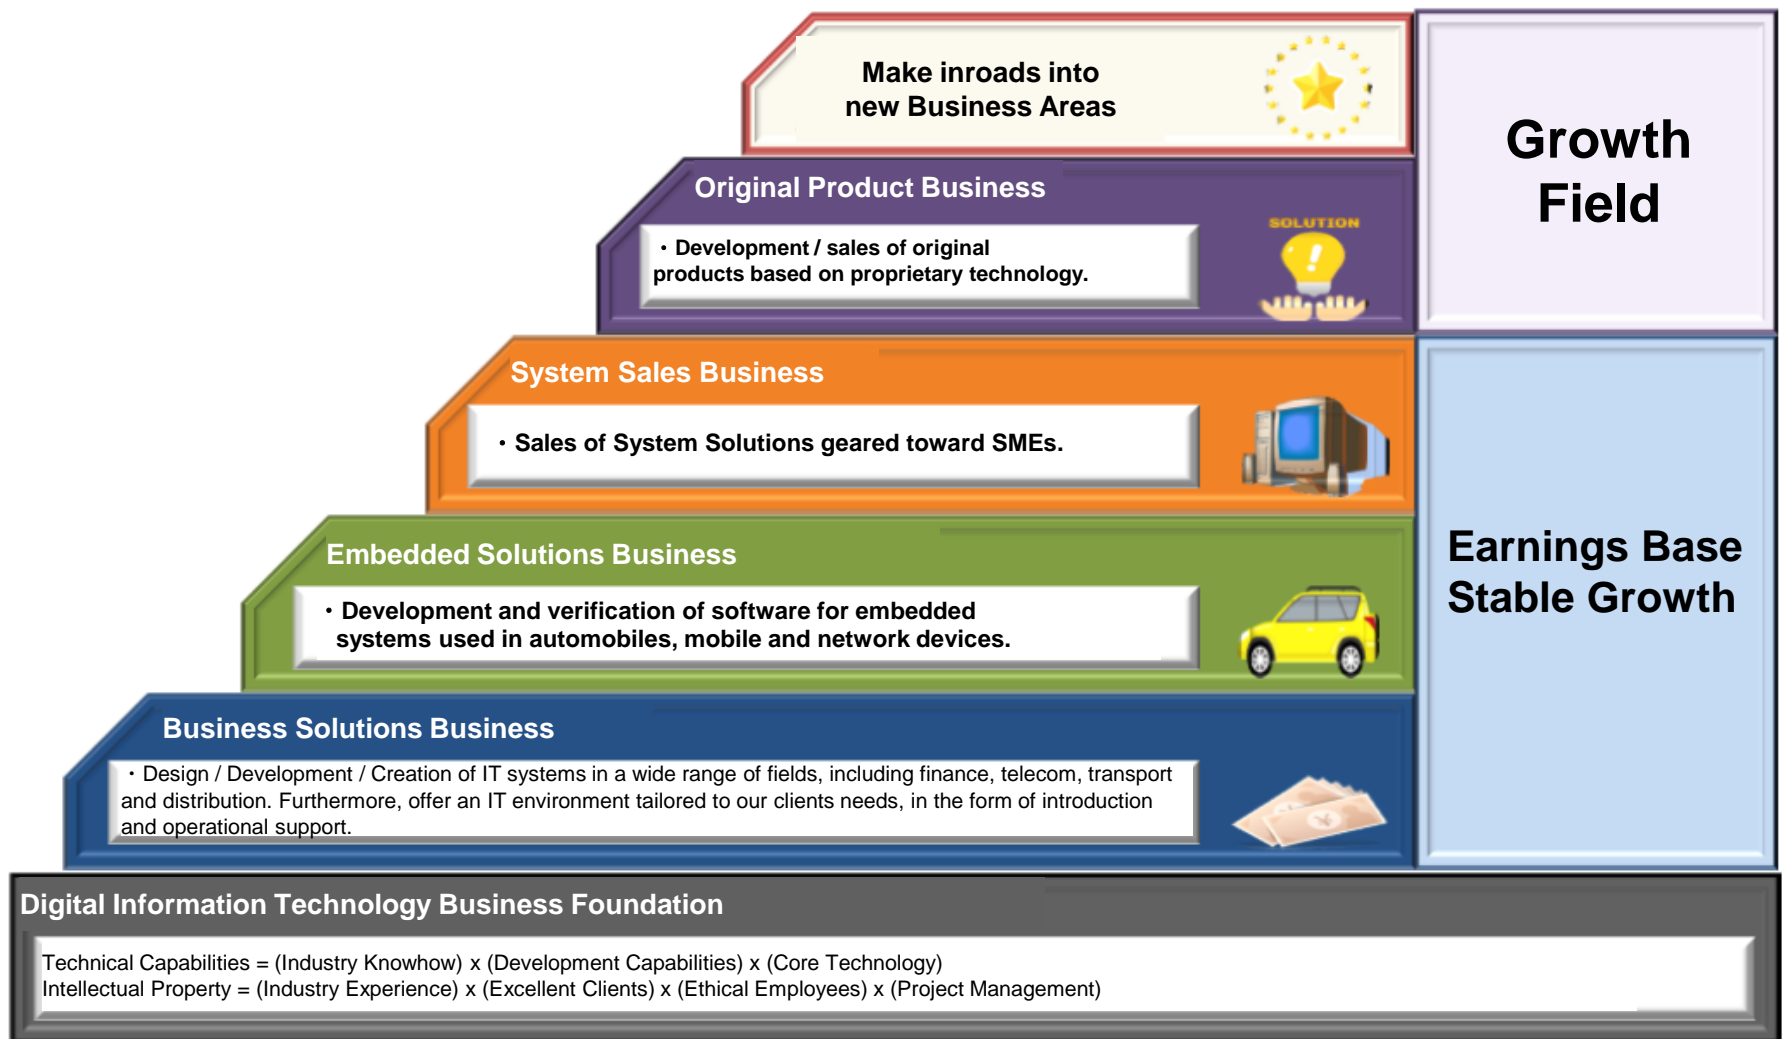 Make inroads into
new Business Areas
Growth
Field
Original Product Business
SOLUTION
・Development / sales of original
products based on proprietary technology.
System Sales Business
・Sales of System Solutions geared toward SMEs.
Earnings Base
Stable Growth
Embedded Solutions Business
・Development and verification of software for embedded
systems used in automobiles, mobile and network devices.
Business Solutions Business
・Design / Development / Creation of IT systems in a wide range of fields, including finance, telecom, transport
and distribution. Furthermore, offer an IT environment tailored to our clients needs, in the form of introduction
and operational support.
Digital Information Technology Business Foundation
Technical Capabilities = (Industry Knowhow) x (Development Capabilities) x (Core Technology)
Intellectual Property = (Industry Experience) x (Excellent Clients) x (Ethical Employees) x (Project Management)